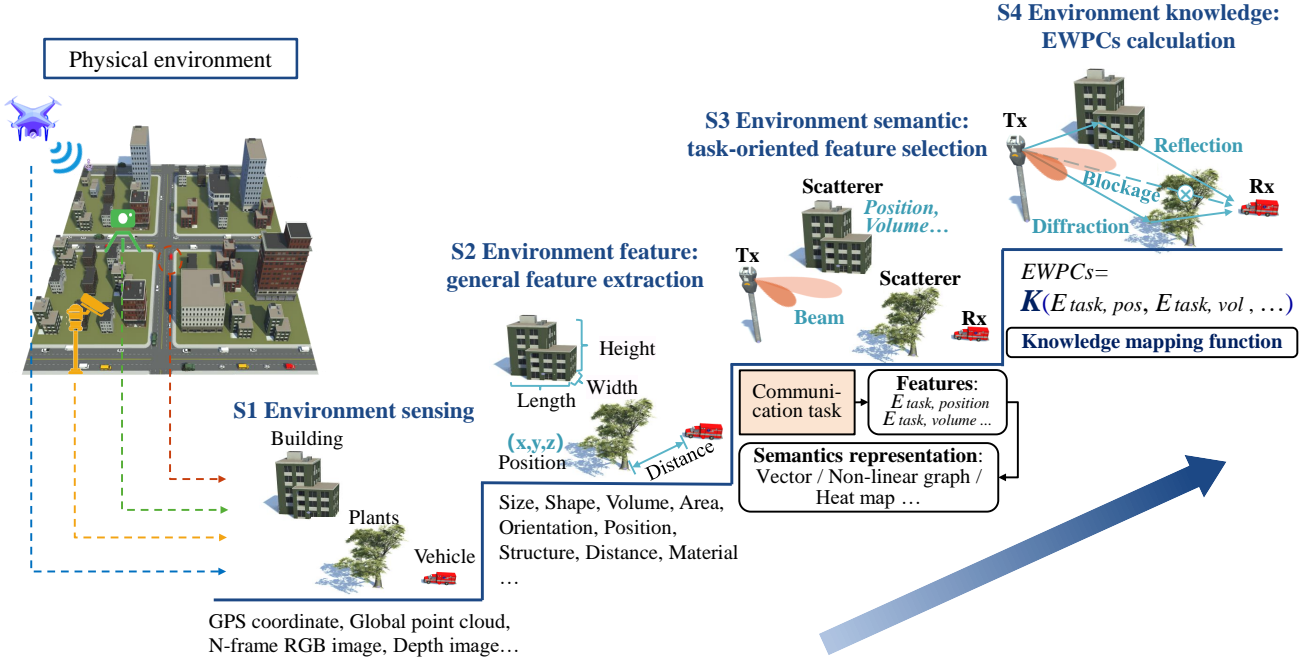 Physical environment
S1 Environment sensing
Building
Plants
Vehicle
GPS coordinate, Global point cloud,
N-frame RGB image, Depth image…
S2 Environment feature:
general feature extraction
Height
Width
Length
(x,y,z)
Position
Distance
Size, Shape, Volume, Area,
Orientation, Position,
Structure, Distance, Material
…
S3 Environment semantic:
task-oriented feature selection
Scatterer
Position,
Volume…
Tx
Scatterer
Beam
Rx
Communi-
cation task
Features:
E task, position
E task, volume ...
Semantics representation:
Vector / Non-linear graph /
Heat map …
S4 Environment knowledge:
EWPCs calculation
Tx
Reflection
Blockage
Rx
Diffraction
EWPCs=
K(E task, pos, E task, vol , …)
Knowledge mapping function